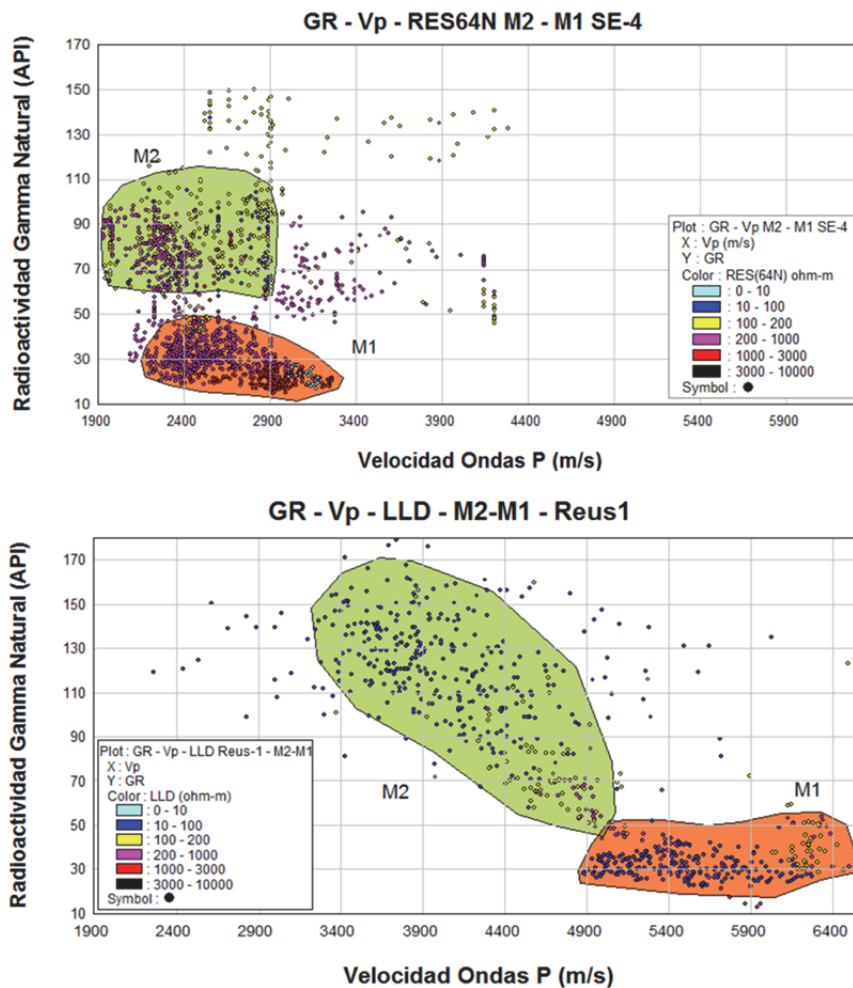 GR - Vp - RES64N M2 - M1 SE-4
Radioactividad Gamma Natural (API)
170
150
130
110
90
70
50
30
10
M2
M1
Plot : GR - Vp M2 - M1 SE-4
X : Vp (m/s)
Y : GR
Color : RES(64N) ohm-m
: 0 - 10
: 10 - 100
: 100 - 200
: 200 - 1000
: 1000 - 3000
: 3000 - 10000
Symbol :
1900 2400 2900 3400 3900 4400 4900 5400 5900
Velocidad Ondas P (m/s)
GR - Vp - LLD - M2-M1 - Reus1
Radioactividad Gamma Natural (API)
170
150
130
110
90
70
50
30
10
M2
M1
Plot : GR - Vp - LLD Reus-1 - M2-M1
X : Vp
Y : GR
Color : LLD (ohm-m)
: 0 - 10
: 10 - 100
: 100 - 200
: 200 - 1000
: 1000 - 3000
: 3000 - 10000
Symbol :
1900 2400 2900 3400 3900 4400 4900 5400 5900 6400
Velocidad Ondas P (m/s)